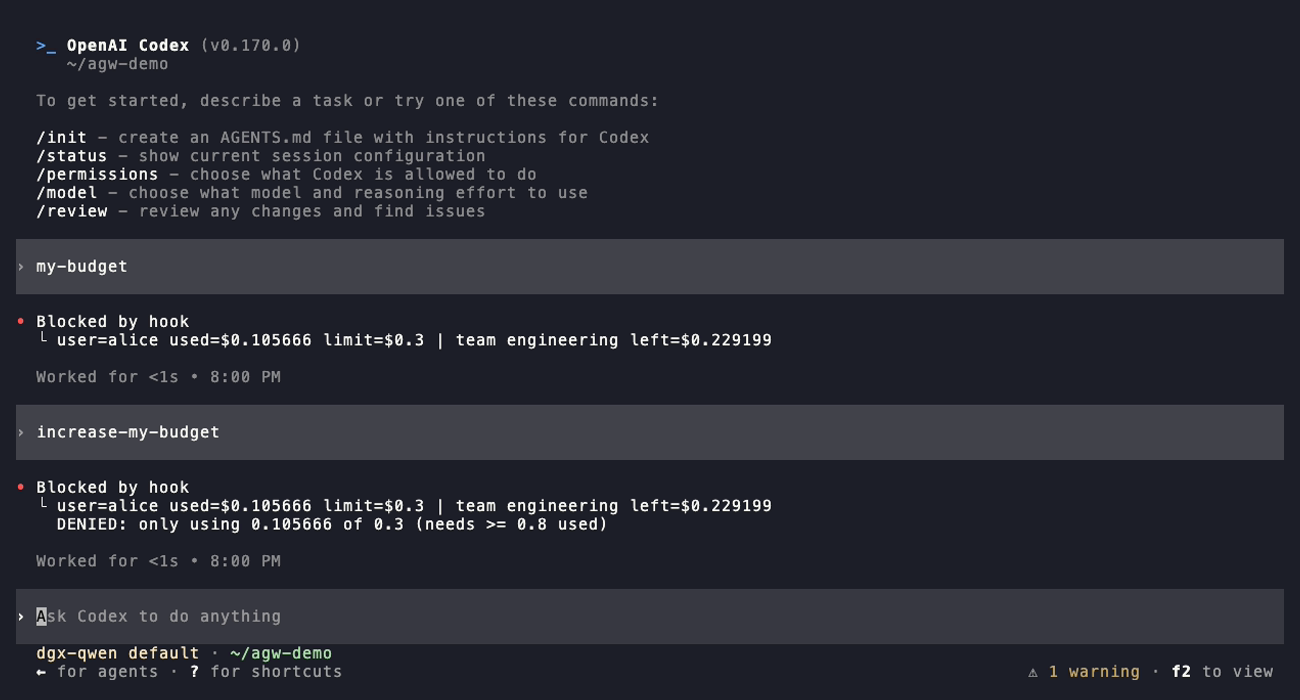 >_ OpenAI Codex (v0.170.0)
~/agw-demo
To get started, describe a task or try one of these commands:
/init – create an AGENTS.md file with instructions for Codex
/status – show current session configuration
/permissions – choose what Codex is allowed to do
/model – choose what model and reasoning effort to use
/review – review any changes and find issues
› my-budget
• Blocked by hook
└ user=alice used=$0.105666 limit=$0.3 | team engineering left=$0.229199
Worked for <1s • 8:00 PM
› increase-my-budget
• Blocked by hook
└ user=alice used=$0.105666 limit=$0.3 | team engineering left=$0.229199
DENIED: only using 0.105666 of 0.3 (needs >= 0.8 used)
Worked for <1s • 8:00 PM
› Ask Codex to do anything
dgx-qwen default · ~/agw-demo
← for agents · ? for shortcuts ⚠ 1 warning · f2 to view